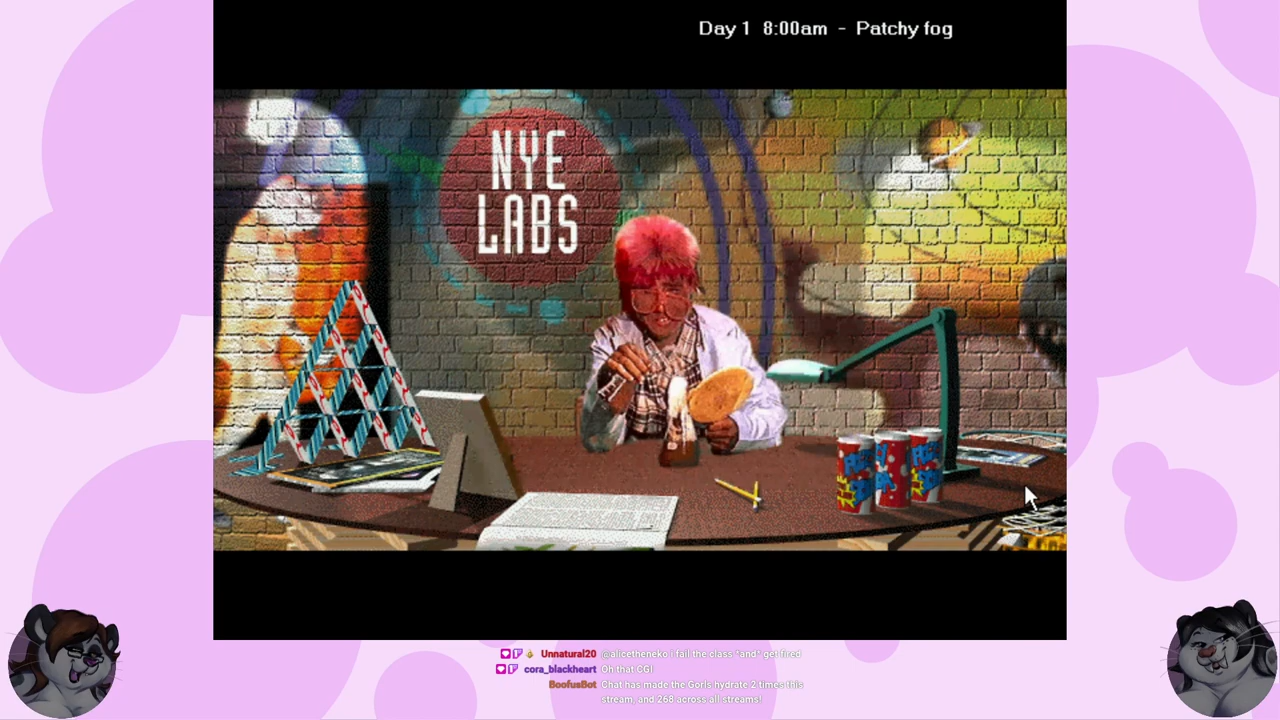 Day 1 8:00am - Patchy fog
NYE
LABS
Unnatural20 @alicetheneko i fail the class *and* get fired
cora_blackheart Oh that CGI
BoofusBot Chat has made the Gorls hydrate 2 times this
stream, and 268 across all streams!